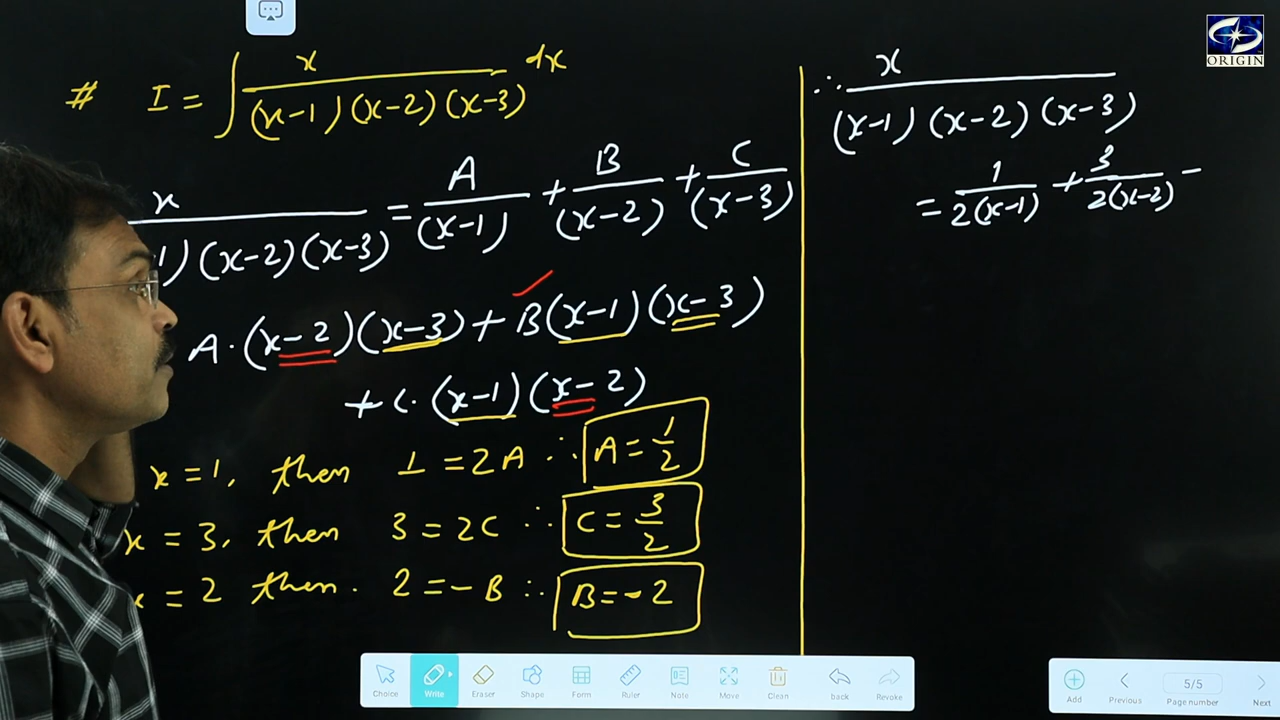 # I = ∫ x / (x-1)(x-2)(x-3) dx
x / 1)(x-2)(x-3) = A / (x-1) + B / (x-2) + C / (x-3)
A·(x-2)(x-3) + B(x-1)(x-3)
+ C·(x-1)(x-2)
x=1, then 1 = 2A ∴ A = 1/2
x = 3, then 3 = 2C ∴ C = 3/2
x = 2 then. 2 = -B ∴ B = -2
∴ x / (x-1)(x-2)(x-3)
= 1 / 2(x-1) + 3 / 2(x-2) -
ORIGIN
Choice Write Eraser Shape Form Ruler Note Move Clean back Revoke
Add Previous 5/5 Page number Next